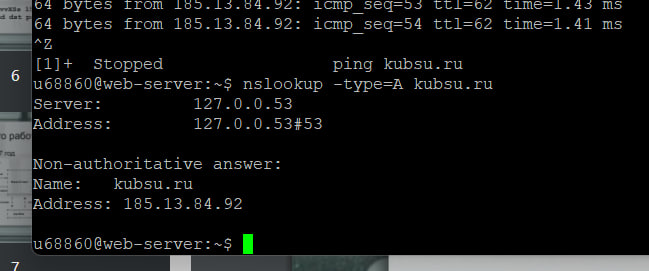 64 bytes from 185.13.84.92: icmp_seq=53 ttl=62 time=1.43 ms
64 bytes from 185.13.84.92: icmp_seq=54 ttl=62 time=1.41 ms
^Z
[1]+  Stopped                 ping kubsu.ru
6
u68860@web-server:~$ nslookup -type=A kubsu.ru
Server:         127.0.0.53
Address:        127.0.0.53#53
Non-authoritative answer:
Name:   kubsu.ru
Address: 185.13.84.92
u68860@web-server:~$
7